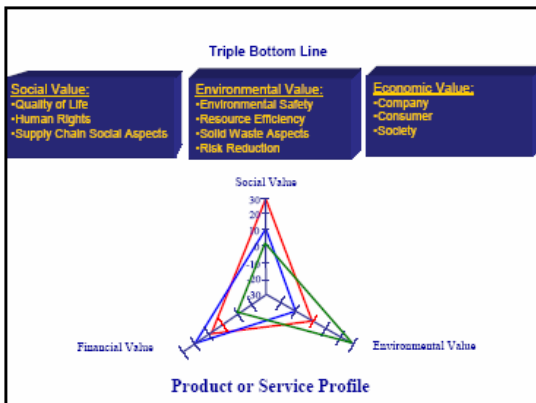 Triple Bottom Line
Social Value:
•Quality of Life
•Human Rights
•Supply Chain Social Aspects
Environmental Value:
•Environmental Safety
•Resource Efficiency
•Solid Waste Aspects
•Risk Reduction
Economic Value:
•Company
•Consumer
•Society
Social Value
30
20
10
0
-10
-20
-30
Financial Value
Environmental Value
Product or Service Profile